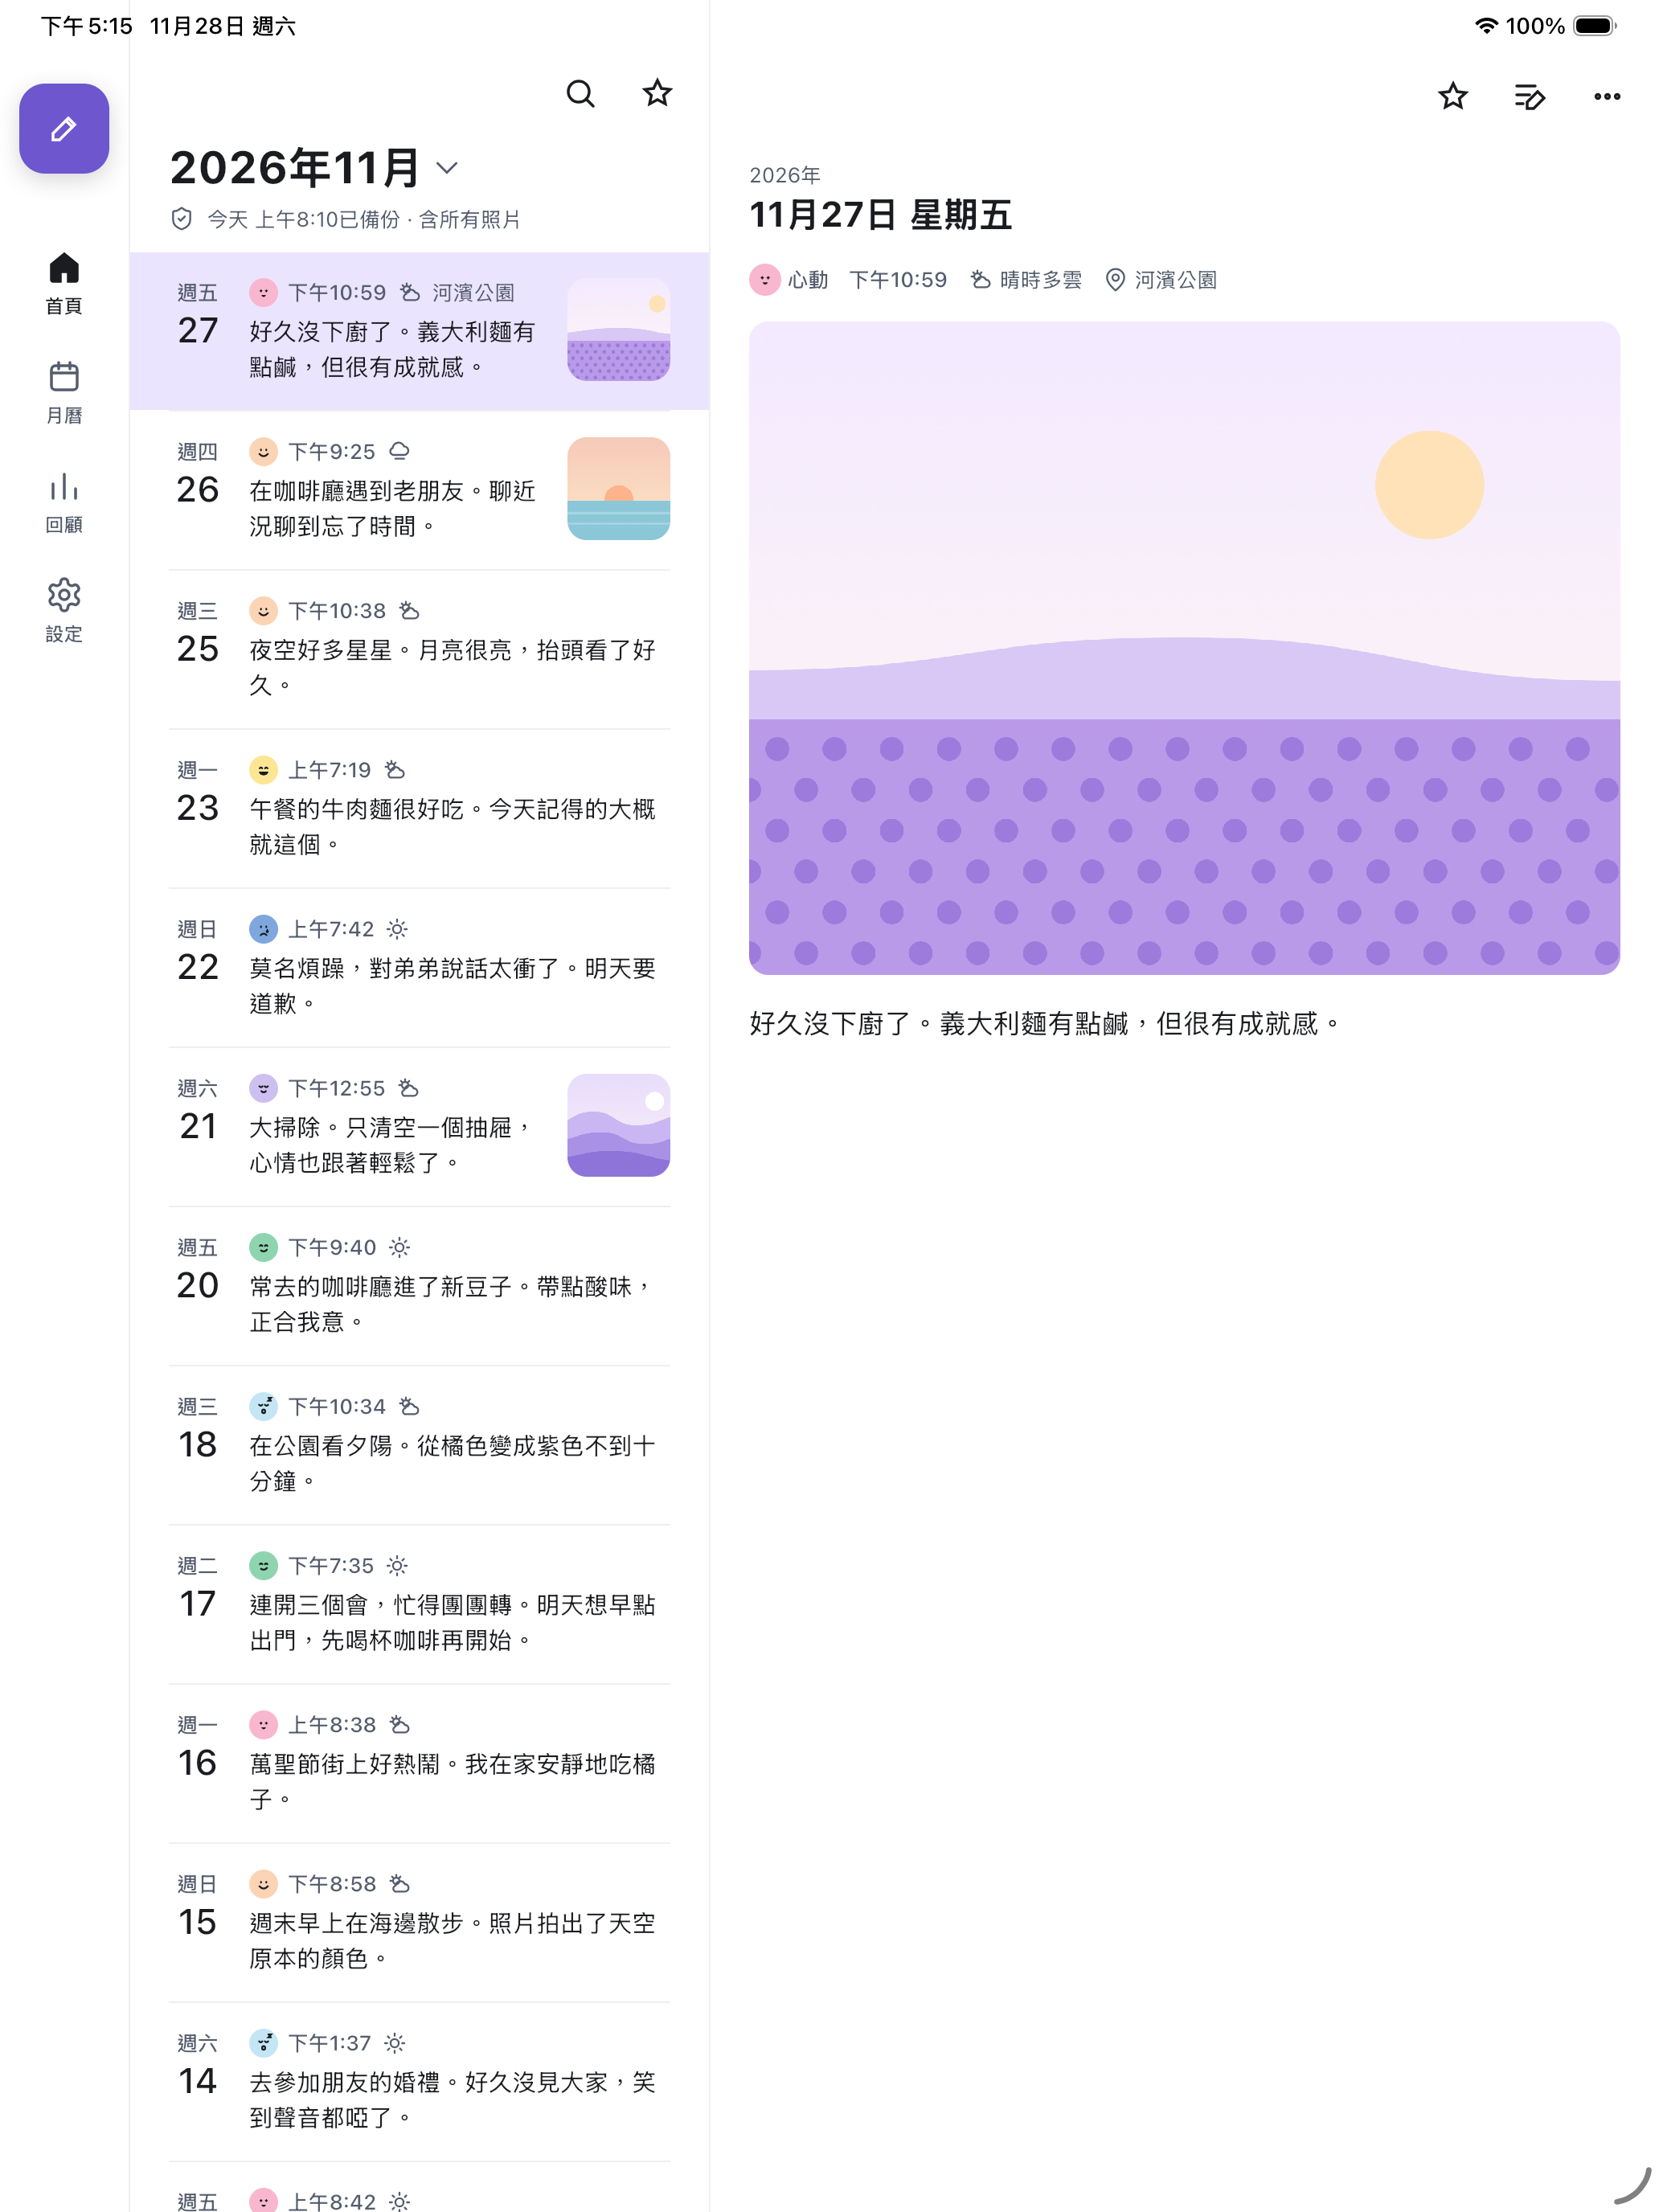 下午5:15 11月28日 週六
100%
首頁
月曆
回顧
設定
2026年11月
今天 上午8:10已備份 · 含所有照片
週五
27
下午10:59 河濱公園
好久沒下廚了。義大利麵有
點鹹，但很有成就感。
週四
26
下午9:25
在咖啡廳遇到老朋友。聊近
況聊到忘了時間。
週三
25
下午10:38
夜空好多星星。月亮很亮，抬頭看了好
久。
週一
23
上午7:19
午餐的牛肉麵很好吃。今天記得的大概
就這個。
週日
22
上午7:42
莫名煩躁，對弟弟說話太衝了。明天要
道歉。
週六
21
下午12:55
大掃除。只清空一個抽屜，
心情也跟著輕鬆了。
週五
20
下午9:40
常去的咖啡廳進了新豆子。帶點酸味，
正合我意。
週三
18
下午10:34
在公園看夕陽。從橘色變成紫色不到十
分鐘。
週二
17
下午7:35
連開三個會，忙得團團轉。明天想早點
出門，先喝杯咖啡再開始。
週一
16
上午8:38
萬聖節街上好熱鬧。我在家安靜地吃橘
子。
週日
15
下午8:58
週末早上在海邊散步。照片拍出了天空
原本的顏色。
週六
14
下午1:37
去參加朋友的婚禮。好久沒見大家，笑
到聲音都啞了。
週五
上午8:42
2026年
11月27日 星期五
心動 下午10:59 晴時多雲 河濱公園
好久沒下廚了。義大利麵有點鹹，但很有成就感。